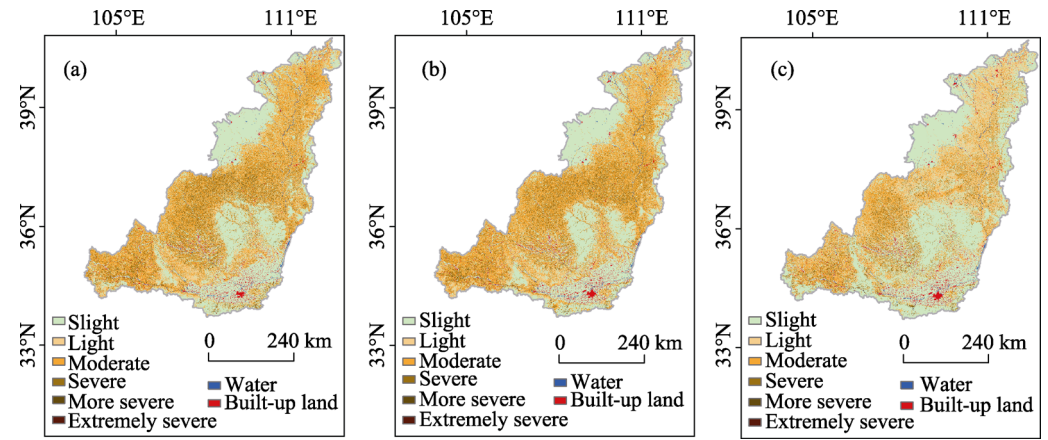 105°E 111°E 105°E 111°E 105°E 111°E
(a) (b) (c)
39°N 39°N 39°N
36°N 36°N 36°N
33°N 33°N 33°N
Slight
Light
Moderate
Severe
More severe
Extremely severe
0 240 km
Water
Built-up land
Slight
Light
Moderate
Severe
More severe
Extremely severe
0 240 km
Water
Built-up land
Slight
Light
Moderate
Severe
More severe
Extremely severe
0 240 km
Water
Built-up land